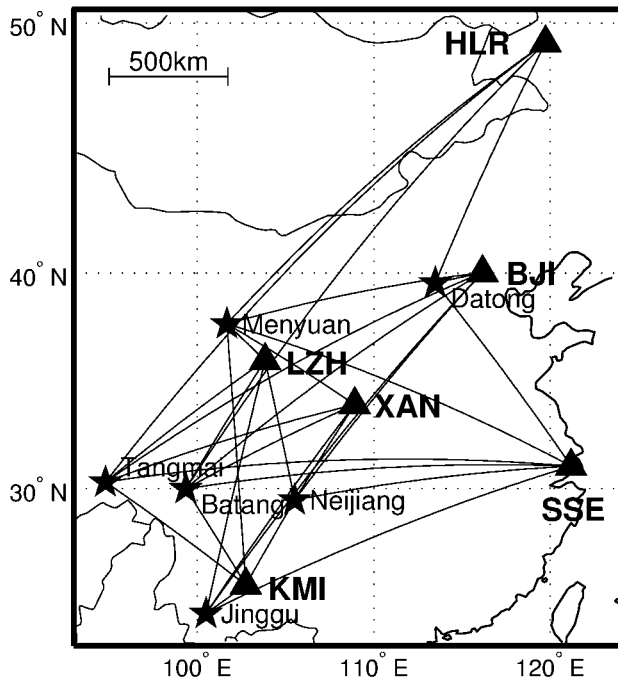 50° N
HLR
500km
40° N
BJI
Datong
Menyuan
LZH
XAN
Tangmai
30° N
Batang
Neijiang
SSE
KMI
Jinggu
100° E
110° E
120° E